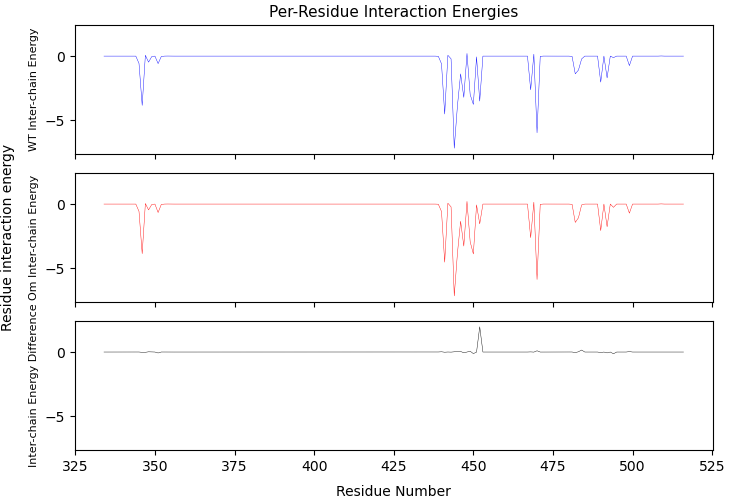 Per-Residue Interaction Energies
Residue interaction energy
WT Inter-chain Energy
0
−5
Om Inter-chain Energy
0
−5
Inter-chain Energy Difference
0
−5
325 350 375 400 425 450 475 500 525
Residue Number